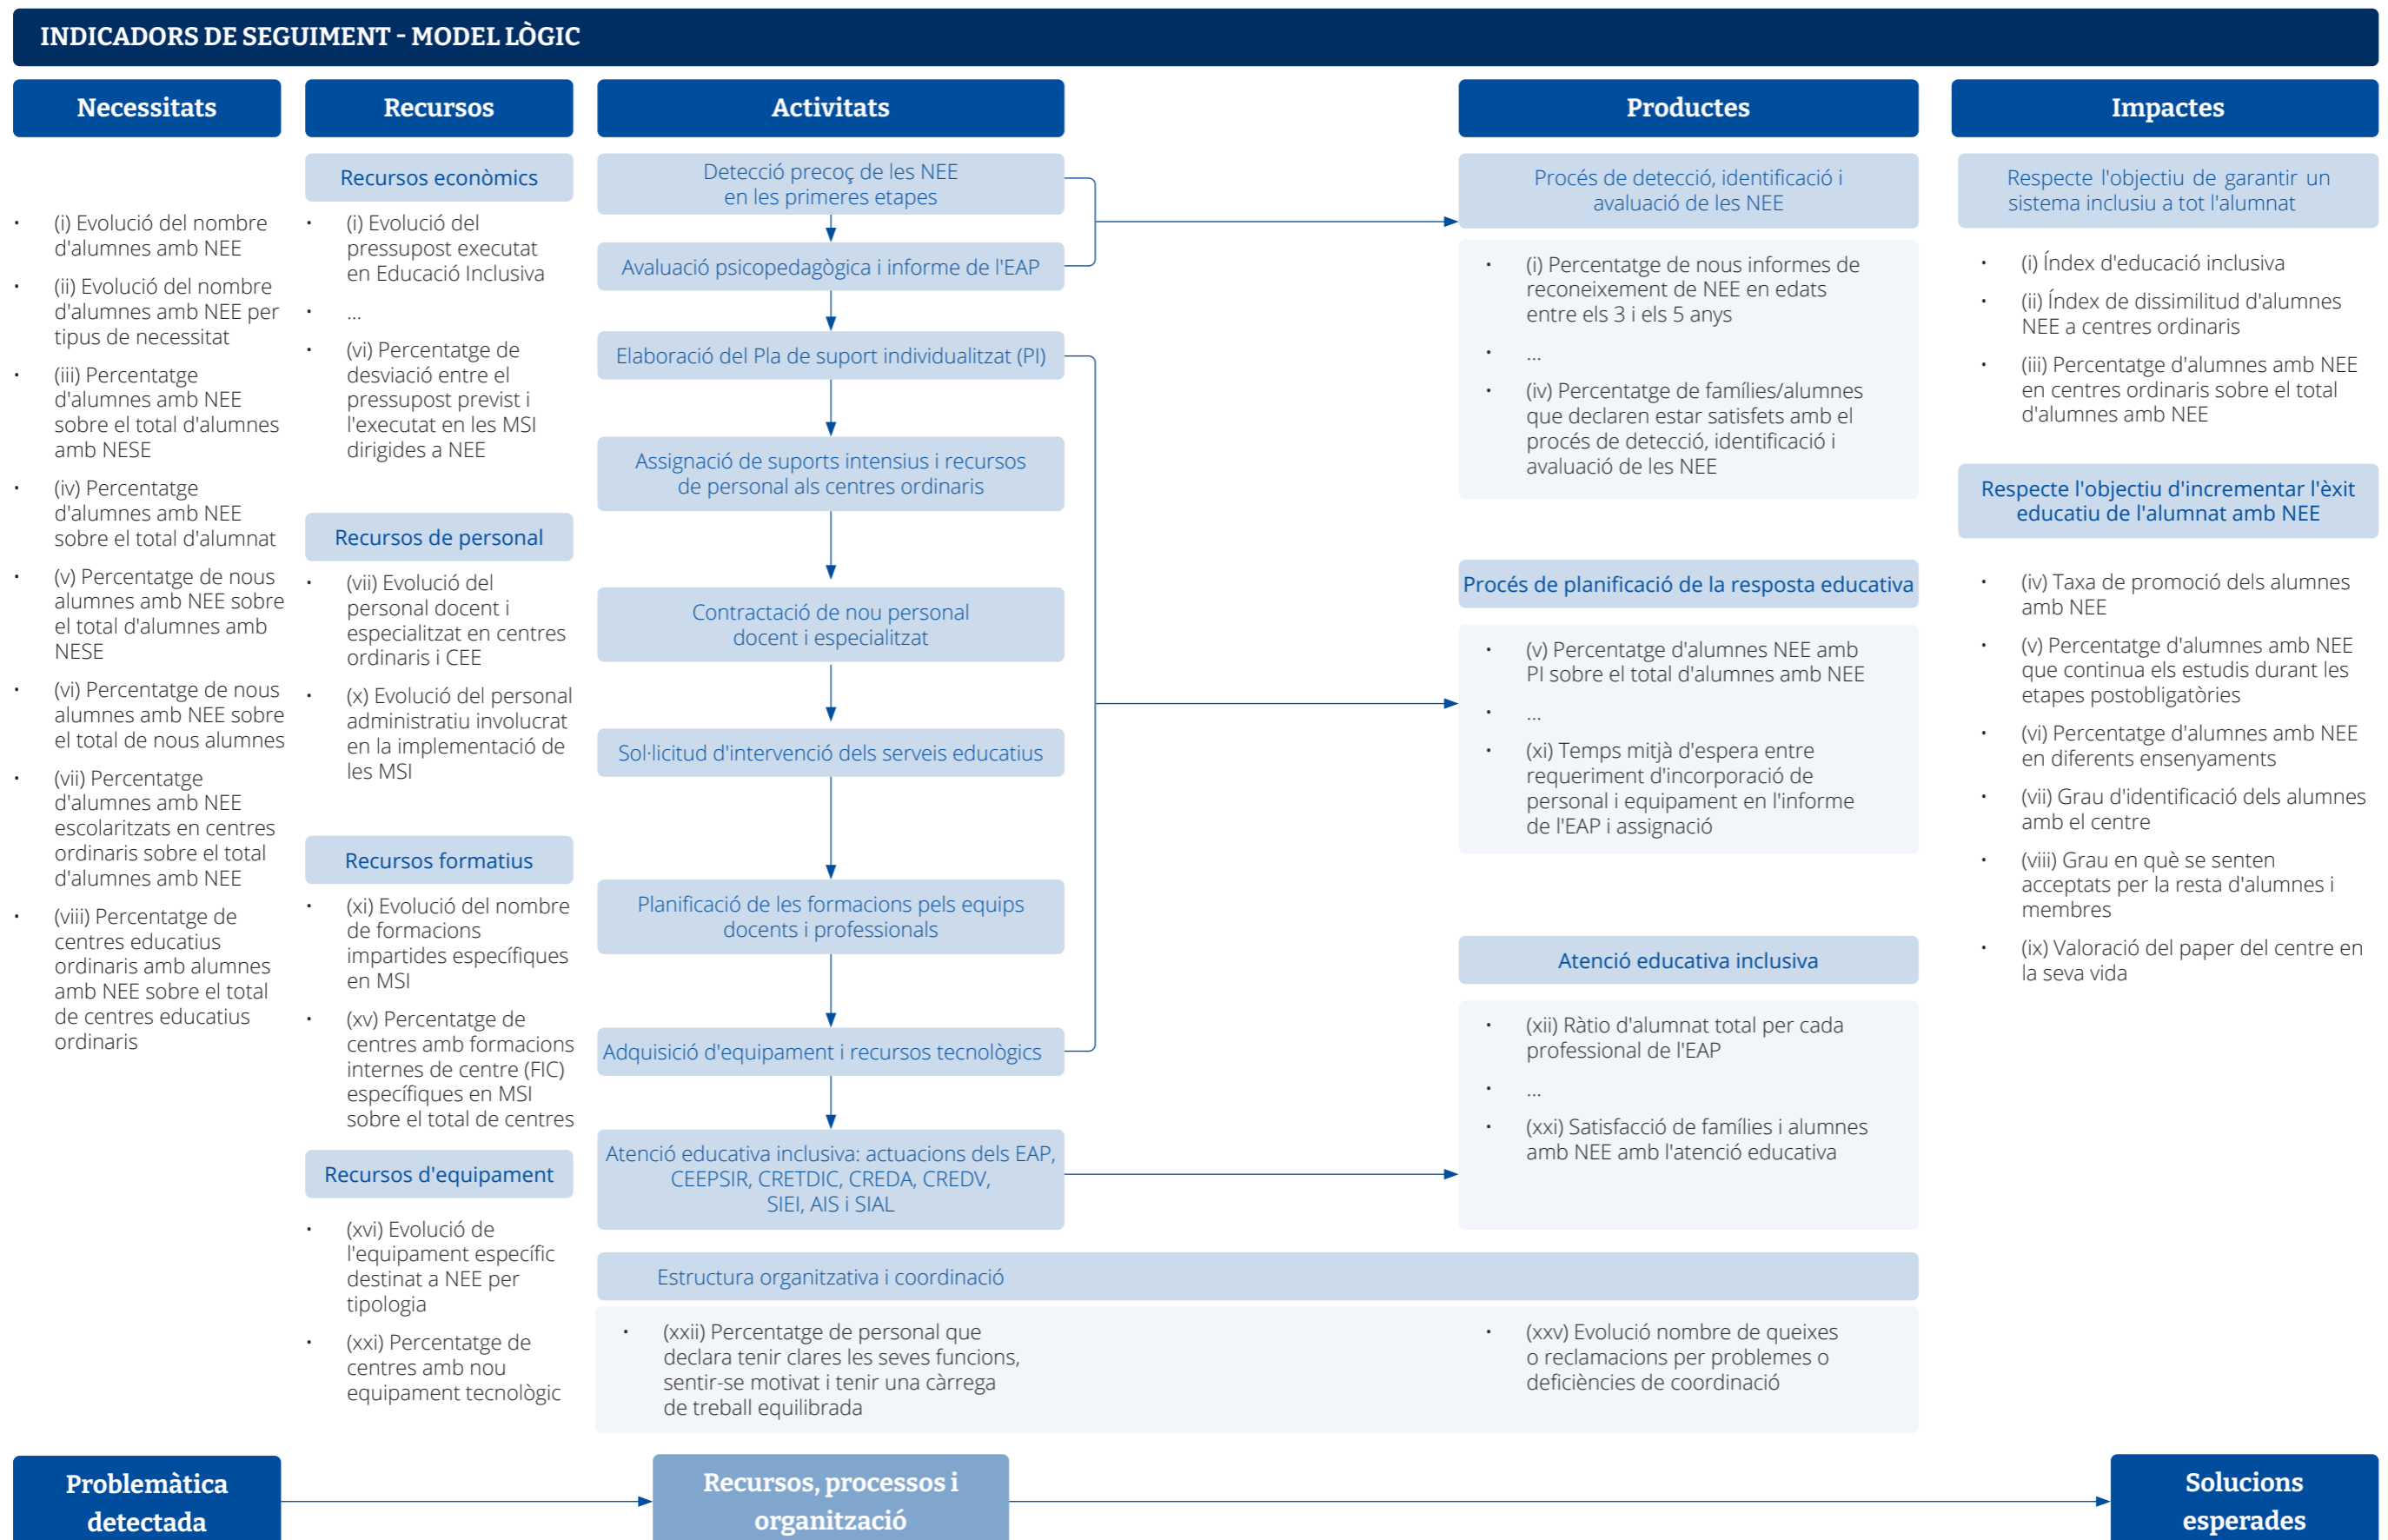 INDICADORS DE SEGUIMENT - MODEL LÒGIC
Necessitats
• (i) Evolució del nombre
d'alumnes amb NEE
• (ii) Evolució del nombre
d'alumnes amb NEE per
tipus de necessitat
• (iii) Percentatge
d'alumnes amb NEE
sobre el total d'alumnes
amb NESE
• (iv) Percentatge
d'alumnes amb NEE
sobre el total d'alumnat
• (v) Percentatge de nous
alumnes amb NEE sobre
el total d'alumnes amb
NESE
• (vi) Percentatge de nous
alumnes amb NEE sobre
el total de nous alumnes
• (vii) Percentatge
d'alumnes amb NEE
escolaritzats en centres
ordinaris sobre el total
d'alumnes amb NEE
• (viii) Percentatge de
centres educatius
ordinaris amb alumnes
amb NEE sobre el total
de centres educatius
ordinaris
Recursos
Recursos econòmics
• (i) Evolució del
pressupost executat
en Educació Inclusiva
• ...
• (vi) Percentatge de
desviació entre el
pressupost previst i
l'executat en les MSI
dirigides a NEE
Recursos de personal
• (vii) Evolució del
personal docent i
especialitzat en centres
ordinaris i CEE
• (x) Evolució del personal
administratiu involucrat
en la implementació de
les MSI
Recursos formatius
• (xi) Evolució del nombre
de formacions
impartides específiques
en MSI
• (xv) Percentatge de
centres amb formacions
internes de centre (FIC)
específiques en MSI
sobre el total de centres
Recursos d'equipament
• (xvi) Evolució de
l'equipament específic
destinat a NEE per
tipologia
• (xxi) Percentatge de
centres amb nou
equipament tecnològic
Activitats
Detecció precoç de les NEE
en les primeres etapes
Avaluació psicopedagògica i informe de l'EAP
Elaboració del Pla de suport individualitzat (PI)
Assignació de suports intensius i recursos
de personal als centres ordinaris
Contractació de nou personal
docent i especialitzat
Sol·licitud d'intervenció dels serveis educatius
Planificació de les formacions pels equips
docents i professionals
Adquisició d'equipament i recursos tecnològics
Atenció educativa inclusiva: actuacions dels EAP,
CEEPSIR, CRETDIC, CREDA, CREDV,
SIEI, AIS i SIAL
Productes
Procés de detecció, identificació i
avaluació de les NEE
• (i) Percentatge de nous informes de
reconeixement de NEE en edats
entre els 3 i els 5 anys
• ...
• (iv) Percentatge de famílies/alumnes
que declaren estar satisfets amb el
procés de detecció, identificació i
avaluació de les NEE
Procés de planificació de la resposta educativa
• (v) Percentatge d'alumnes NEE amb
PI sobre el total d'alumnes amb NEE
• ...
• (xi) Temps mitjà d'espera entre
requeriment d'incorporació de
personal i equipament en l'informe
de l'EAP i assignació
Atenció educativa inclusiva
• (xii) Ràtio d'alumnat total per cada
professional de l'EAP
• ...
• (xxi) Satisfacció de famílies i alumnes
amb NEE amb l'atenció educativa
Estructura organitzativa i coordinació
• (xxii) Percentatge de personal que
declara tenir clares les seves funcions,
sentir-se motivat i tenir una càrrega
de treball equilibrada
• (xxv) Evolució nombre de queixes
o reclamacions per problemes o
deficiències de coordinació
Impactes
Respecte l'objectiu de garantir un
sistema inclusiu a tot l'alumnat
• (i) Índex d'educació inclusiva
• (ii) Índex de dissimilitud d'alumnes
NEE a centres ordinaris
• (iii) Percentatge d'alumnes amb NEE
en centres ordinaris sobre el total
d'alumnes amb NEE
Respecte l'objectiu d'incrementar l'èxit
educatiu de l'alumnat amb NEE
• (iv) Taxa de promoció dels alumnes
amb NEE
• (v) Percentatge d'alumnes amb NEE
que continua els estudis durant les
etapes postobligatòries
• (vi) Percentatge d'alumnes amb NEE
en diferents ensenyaments
• (vii) Grau d'identificació dels alumnes
amb el centre
• (viii) Grau en què se senten
acceptats per la resta d'alumnes i
membres
• (ix) Valoració del paper del centre en
la seva vida
Problemàtica
detectada
Recursos, processos i
organització
Solucions
esperades